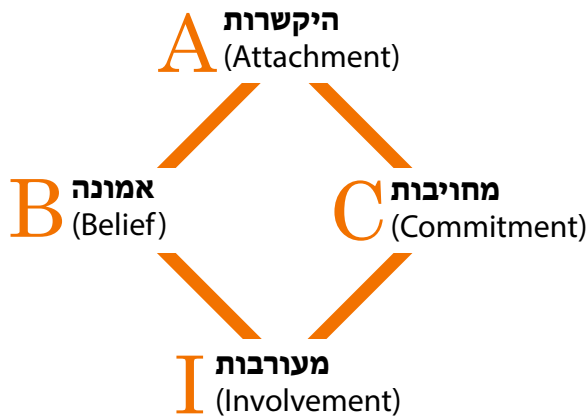 A היקשרות
(Attachment)
B אמונה
(Belief)
C מחויבות
(Commitment)
I מעורבות
(Involvement)